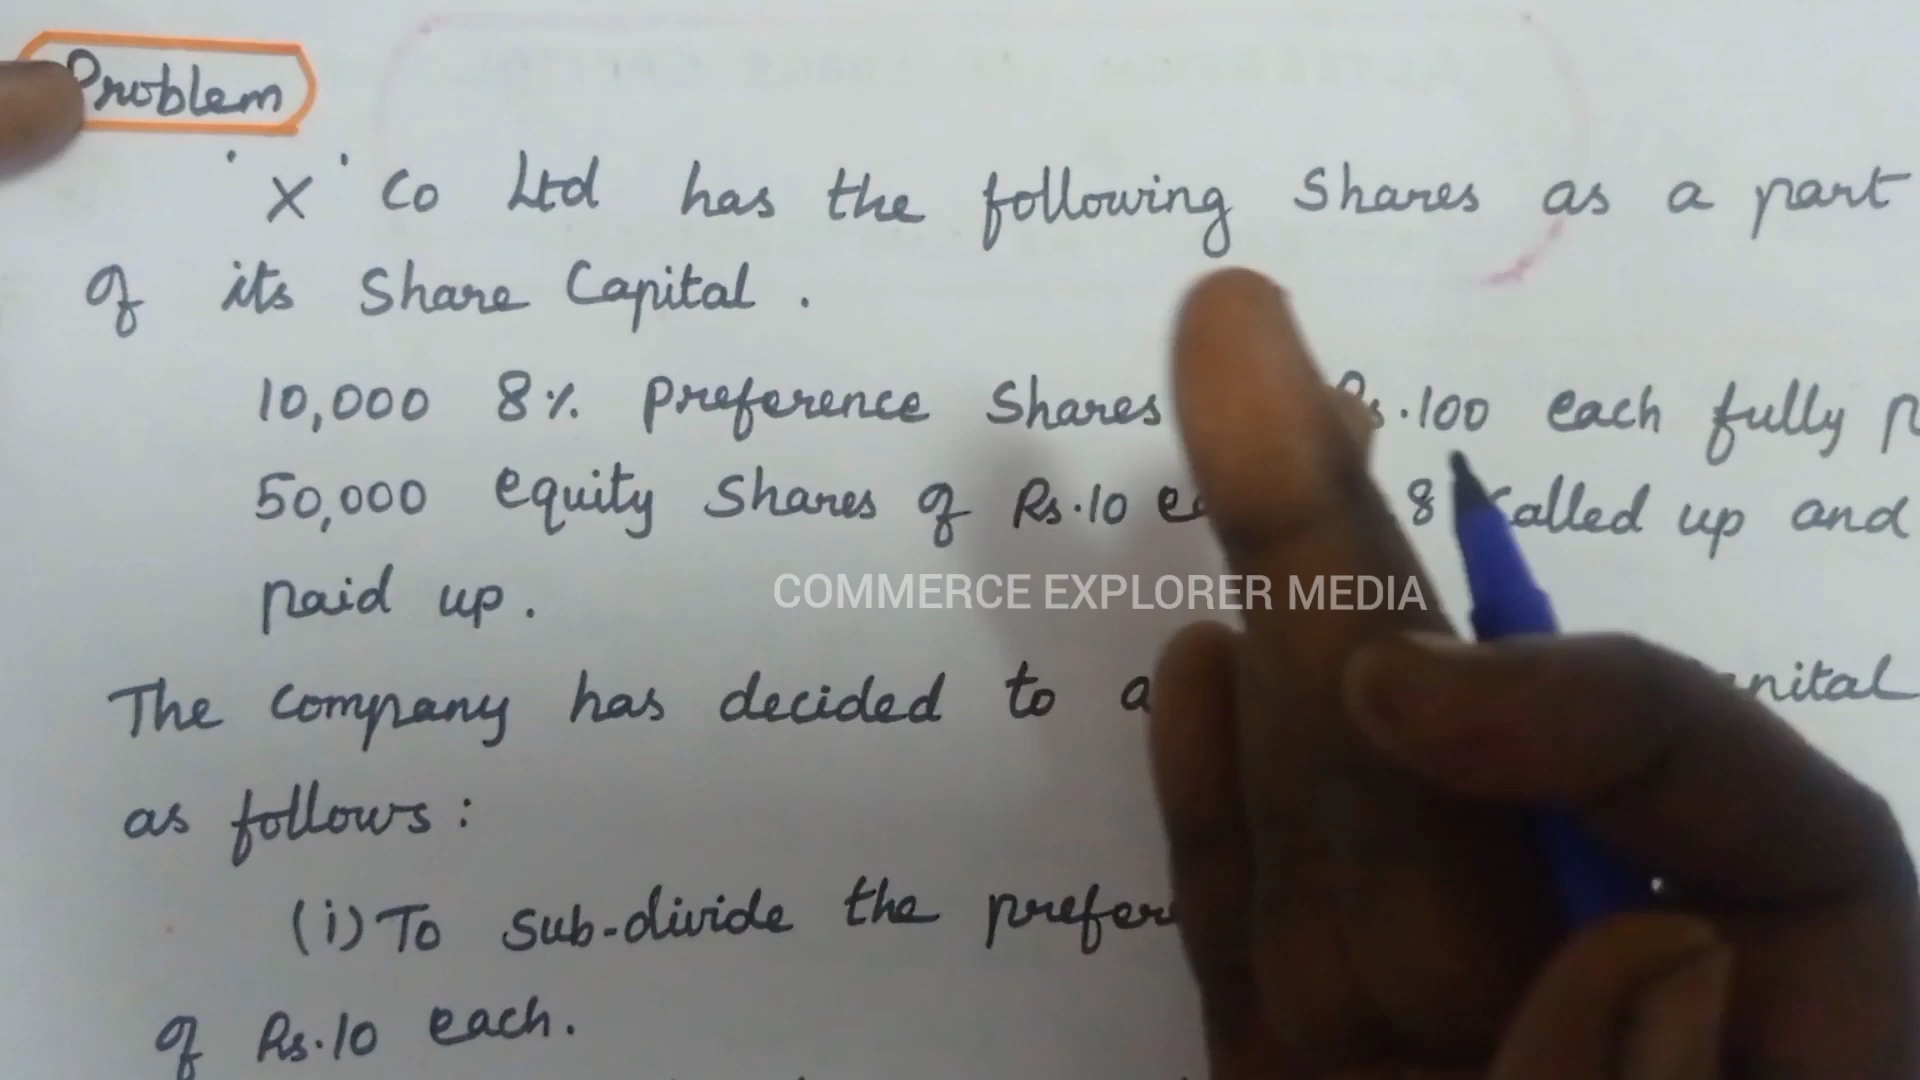 Problem
'X' Co Ltd has the following Shares as a part
of its Share Capital.
10,000 8% Preference Shares Rs.100 each fully
50,000 equity Shares of Rs.10 8 Called up and
paid up.
COMMERCE EXPLORER MEDIA
The Company has decided to
as follows:
(i) To Sub-divide the
of Rs.10 each.